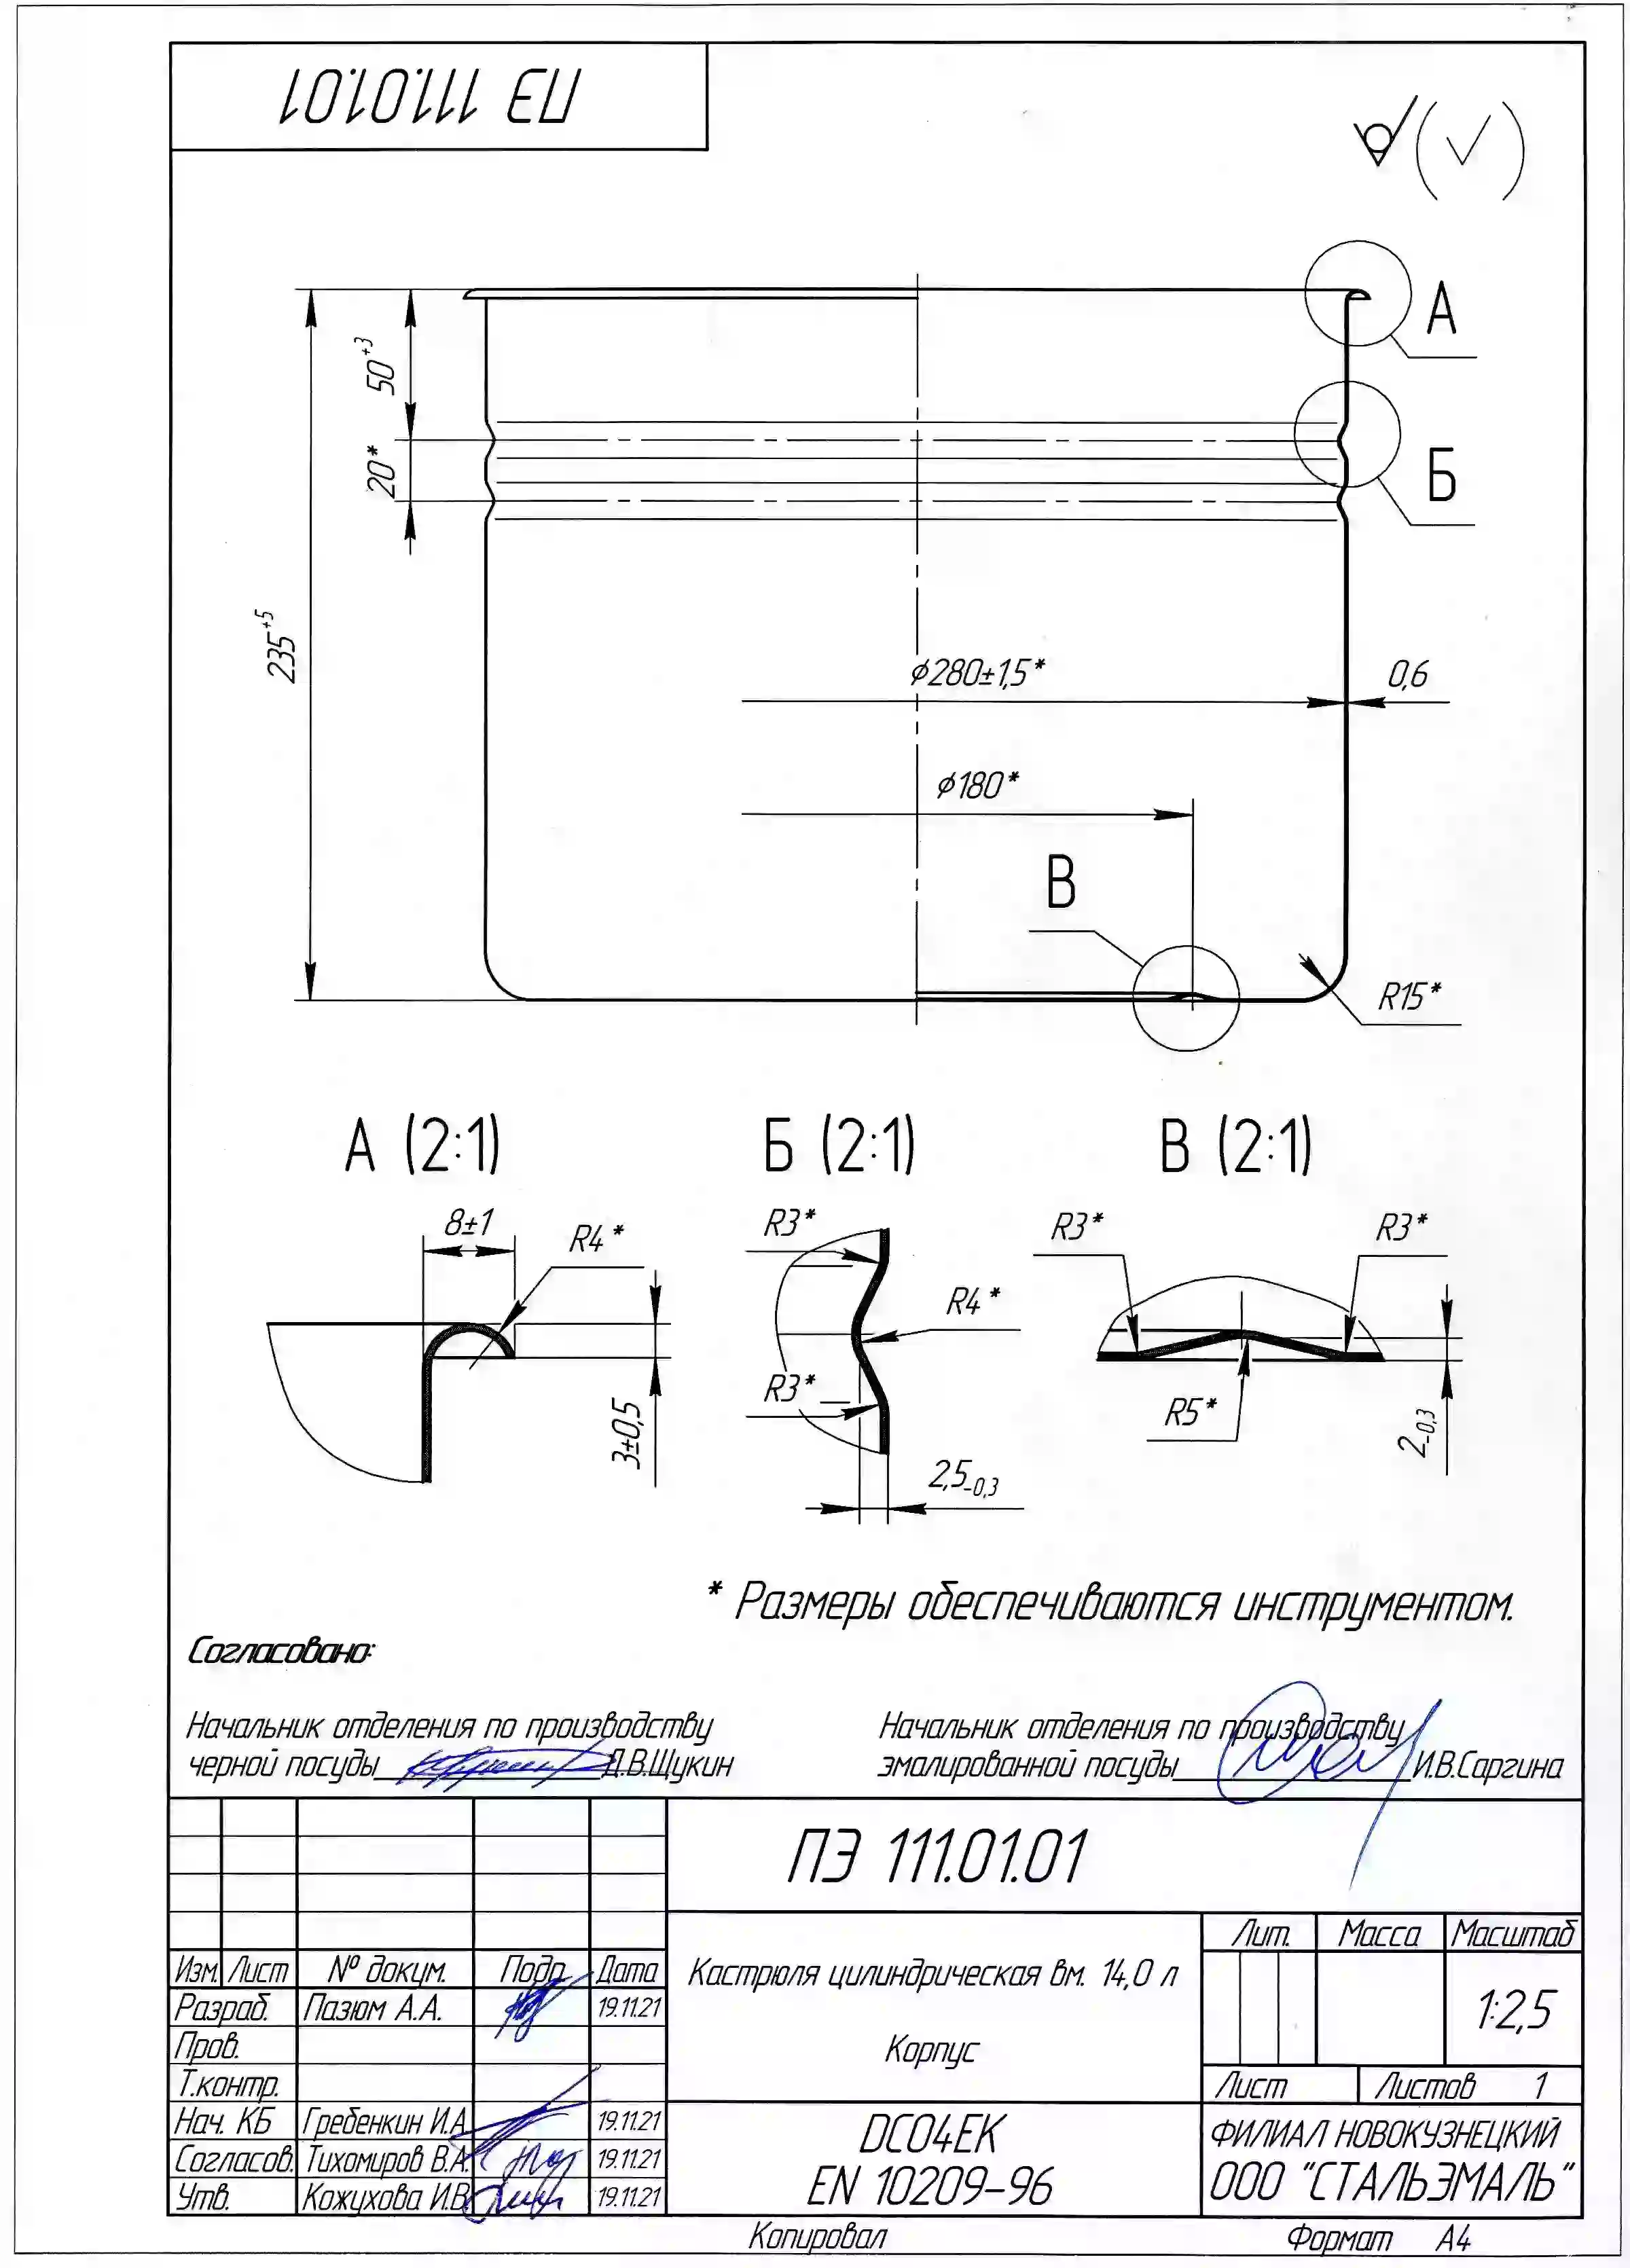 ПЭ 111.01.01
А
50+3
Б
20*
235+5
⌀280±1,5*
0,6
⌀180*
В
R15*
А (2:1)
Б (2:1)
В (2:1)
8±1
R4*
3±0,5
R3*
R4*
R3*
2,5-0,3
R3*
R3*
R5*
2-0,3
* Размеры обеспечиваются инструментом.
Согласовано:
Начальник отделения по производству
черной посуды Д.В.Щукин
Начальник отделения по производству
эмалированной посуды И.В.Саргина
ПЭ 111.01.01
Изм. Лист № докум. Подп. Дата
Разраб. Пазюм А.А. 19.11.21
Пров.
Т.контр.
Нач. КБ Гребенкин И.А. 19.11.21
Согласов. Тихомиров В.А. 19.11.21
Утв. Кожухова И.В. 19.11.21
Кастрюля цилиндрическая вм. 14,0 л
Корпус
Лит. Масса Масштаб
1:2,5
Лист Листов 1
DC04EK
EN 10209-96
ФИЛИАЛ НОВОКУЗНЕЦКИЙ
ООО "СТАЛЬЭМАЛЬ"
Копировал
Формат А4